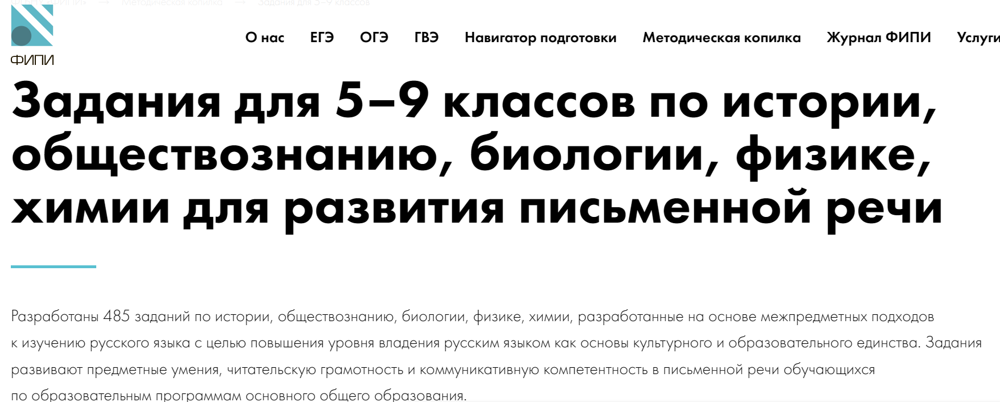 ФГБНУ «ФИПИ» → Методическая копилка → Задания для 5–9 классов
ФИПИ
О нас ЕГЭ ОГЭ ГВЭ Навигатор подготовки Методическая копилка Журнал ФИПИ Услуги
Задания для 5–9 классов по истории,
обществознанию, биологии, физике,
химии для развития письменной речи
Разработаны 485 заданий по истории, обществознанию, биологии, физике, химии, разработанные на основе межпредметных подходов
к изучению русского языка с целью повышения уровня владения русским языком как основы культурного и образовательного единства. Задания
развивают предметные умения, читательскую грамотность и коммуникативную компетентность в письменной речи обучающихся
по образовательным программам основного общего образования.